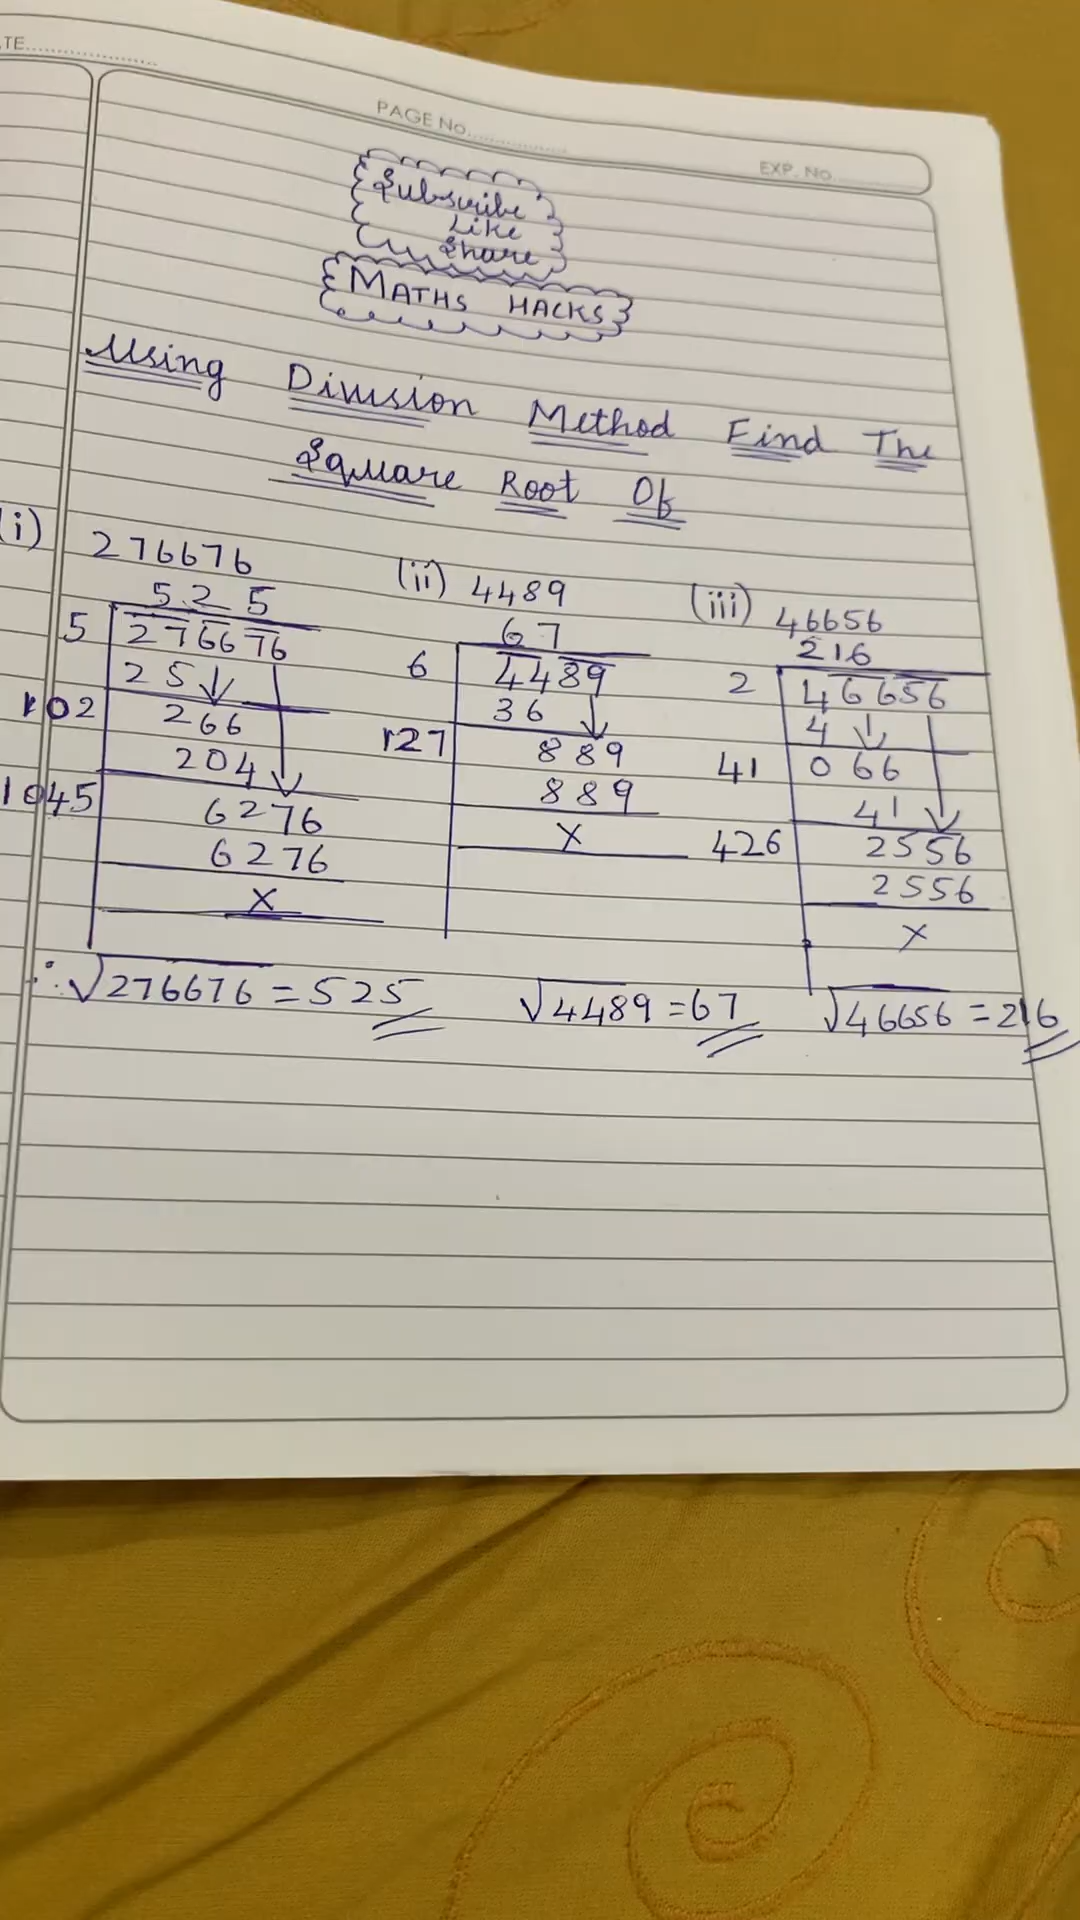 TE
PAGE No.
EXP. No.
Subscribe
Like
Share
MATHS HACKS
Using Division Method Find The
Square Root Of
(i) 276676
525
5 276676
25
102 266
204
1045 6276
6276
X
∴ √276676 = 525
(ii) 4489
67
6 4489
36
127 889
889
X
√4489 = 67
(iii) 46656
216
2 46656
4
41 066
41
426 2556
2556
X
√46656 = 216